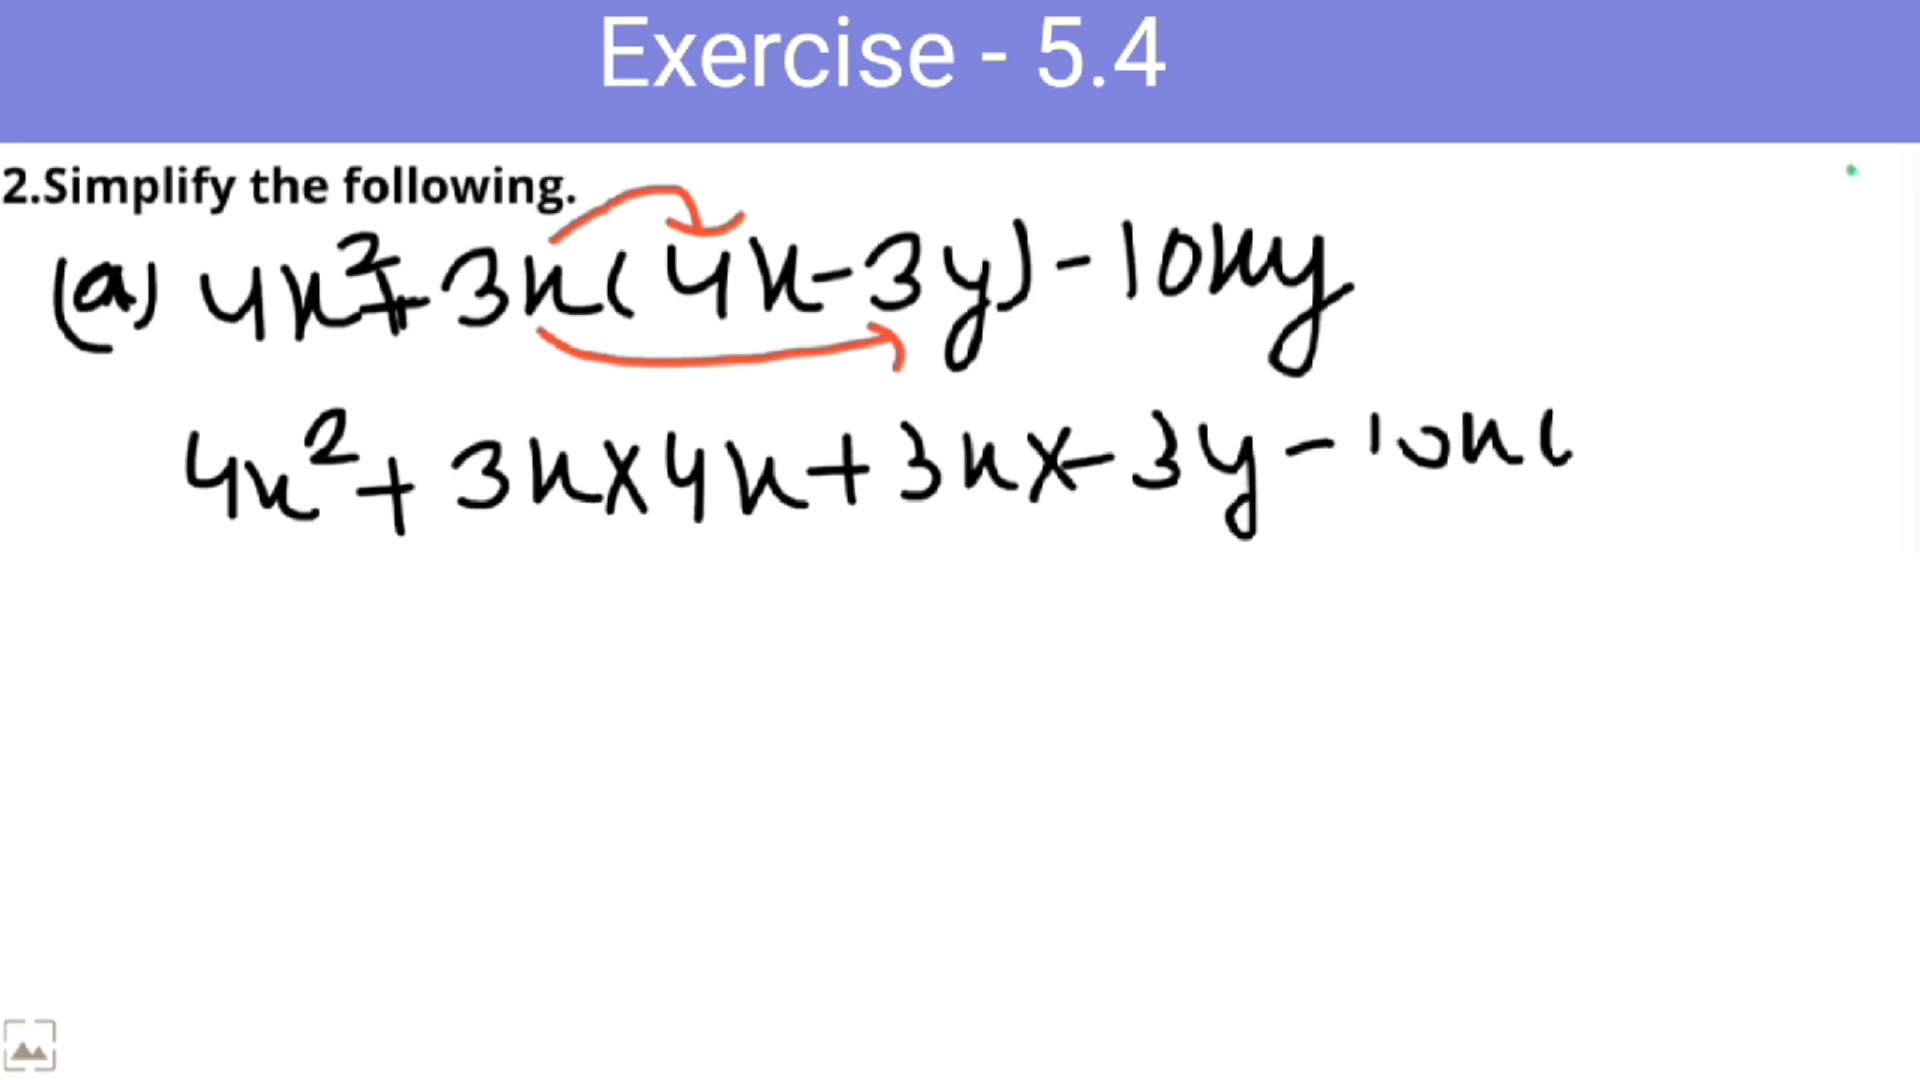 Exercise - 5.4
2.Simplify the following.
(a) 4x²+3x(4x-3y)-10xy
4x²+3x×4x+3x×-3y-10x